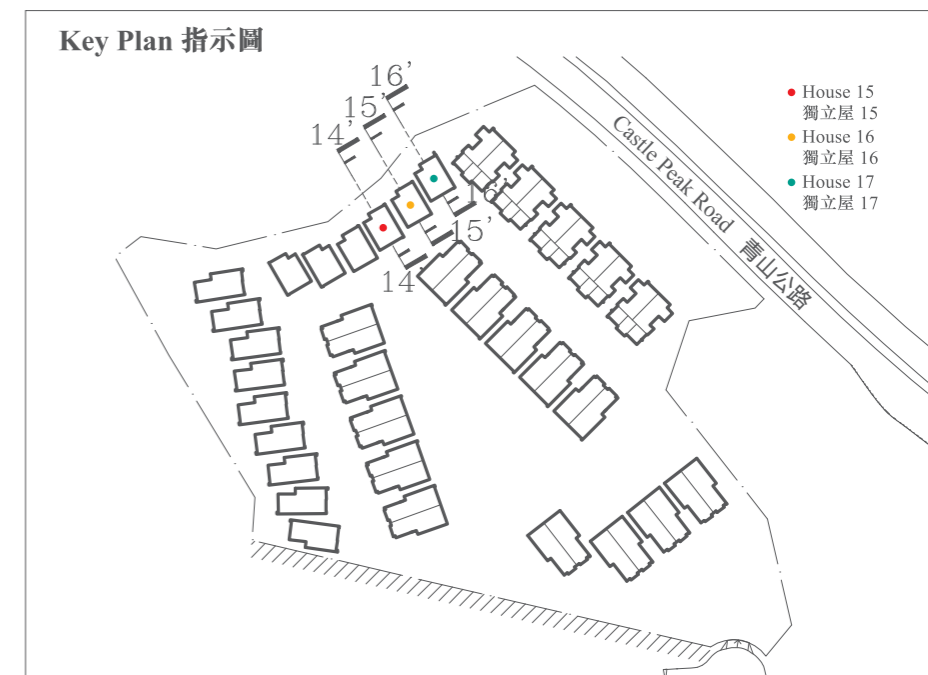 Key Plan 指示圖
16'
15'
14'
16'
15'
14
Castle Peak Road 青山公路
House 15
獨立屋 15
House 16
獨立屋 16
House 17
獨立屋 17